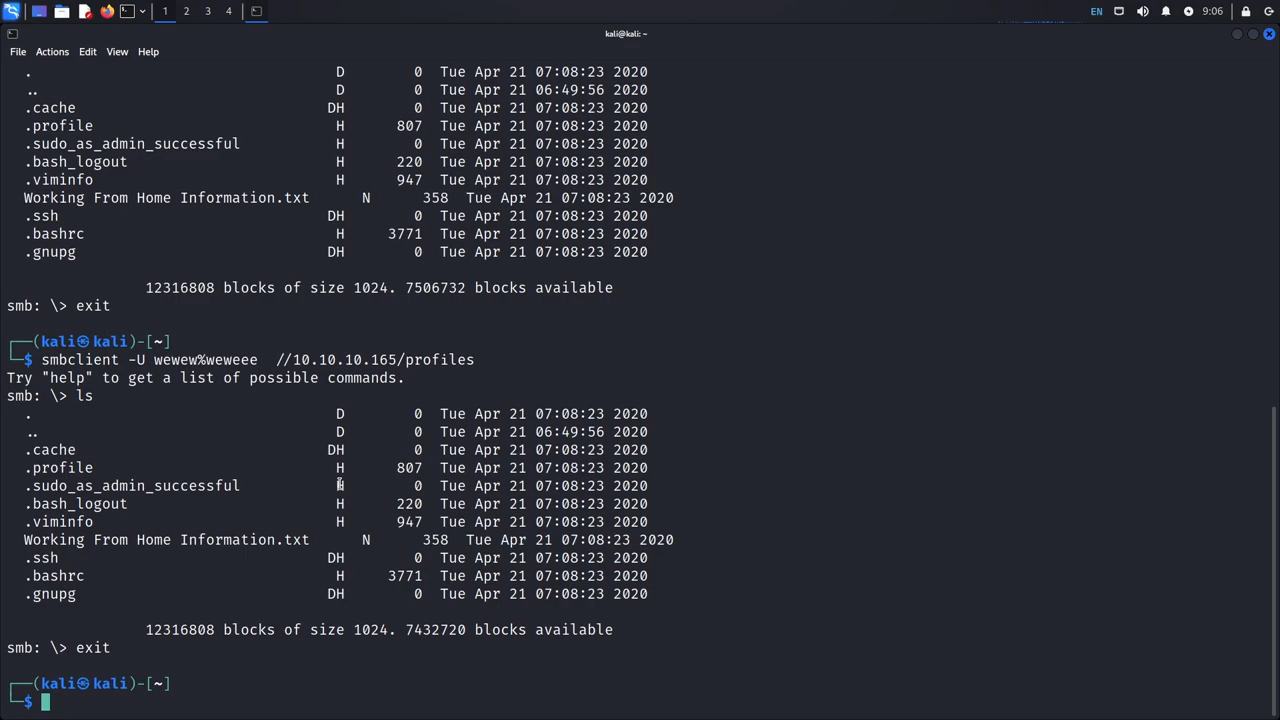 1 2 3 4 EN 9:06
kali@kali: ~
File Actions Edit View Help
. D 0 Tue Apr 21 07:08:23 2020
.. D 0 Tue Apr 21 06:49:56 2020
.cache DH 0 Tue Apr 21 07:08:23 2020
.profile H 807 Tue Apr 21 07:08:23 2020
.sudo_as_admin_successful H 0 Tue Apr 21 07:08:23 2020
.bash_logout H 220 Tue Apr 21 07:08:23 2020
.viminfo H 947 Tue Apr 21 07:08:23 2020
Working From Home Information.txt N 358 Tue Apr 21 07:08:23 2020
.ssh DH 0 Tue Apr 21 07:08:23 2020
.bashrc H 3771 Tue Apr 21 07:08:23 2020
.gnupg DH 0 Tue Apr 21 07:08:23 2020
12316808 blocks of size 1024. 7506732 blocks available
smb: \> exit
┌──(kali㉿kali)-[~]
└─$ smbclient -U wewew%weweee //10.10.10.165/profiles
Try "help" to get a list of possible commands.
smb: \> ls
. D 0 Tue Apr 21 07:08:23 2020
.. D 0 Tue Apr 21 06:49:56 2020
.cache DH 0 Tue Apr 21 07:08:23 2020
.profile H 807 Tue Apr 21 07:08:23 2020
.sudo_as_admin_successful H 0 Tue Apr 21 07:08:23 2020
.bash_logout H 220 Tue Apr 21 07:08:23 2020
.viminfo H 947 Tue Apr 21 07:08:23 2020
Working From Home Information.txt N 358 Tue Apr 21 07:08:23 2020
.ssh DH 0 Tue Apr 21 07:08:23 2020
.bashrc H 3771 Tue Apr 21 07:08:23 2020
.gnupg DH 0 Tue Apr 21 07:08:23 2020
12316808 blocks of size 1024. 7432720 blocks available
smb: \> exit
┌──(kali㉿kali)-[~]
└─$